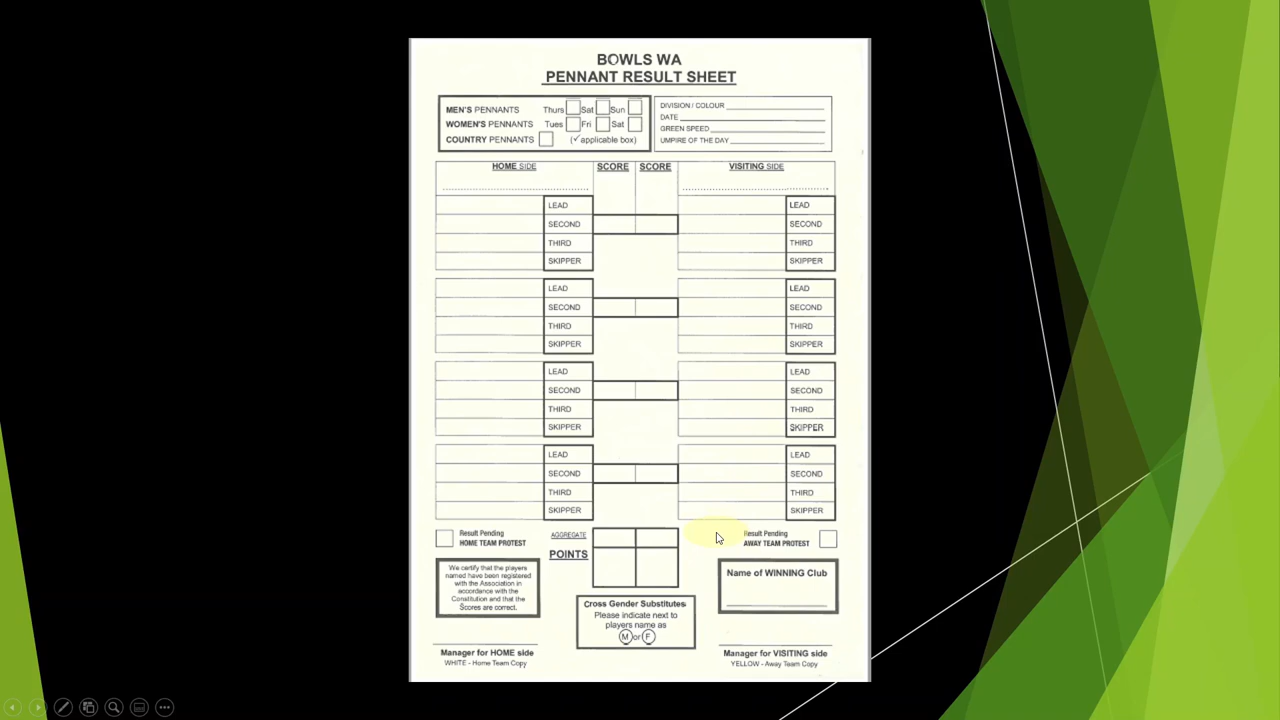 BOWLS WA
PENNANT RESULT SHEET
MEN'S PENNANTS Thurs Sat Sun
WOMEN'S PENNANTS Tues Fri Sat
COUNTRY PENNANTS (✓applicable box)
DIVISION / COLOUR
DATE
GREEN SPEED
UMPIRE OF THE DAY
HOME SIDE SCORE SCORE VISITING SIDE
LEAD LEAD
SECOND SECOND
THIRD THIRD
SKIPPER SKIPPER
LEAD LEAD
SECOND SECOND
THIRD THIRD
SKIPPER SKIPPER
LEAD LEAD
SECOND SECOND
THIRD THIRD
SKIPPER SKIPPER
LEAD LEAD
SECOND SECOND
THIRD THIRD
SKIPPER SKIPPER
Result Pending
HOME TEAM PROTEST
AGGREGATE
POINTS
Result Pending
AWAY TEAM PROTEST
We certify that the players
named have been registered
with the Association in
accordance with the
Constitution and that the
Scores are correct.
Cross Gender Substitutes
Please indicate next to
players name as
M or F
Name of WINNING Club
Manager for HOME side
WHITE - Home Team Copy
Manager for VISITING side
YELLOW - Away Team Copy